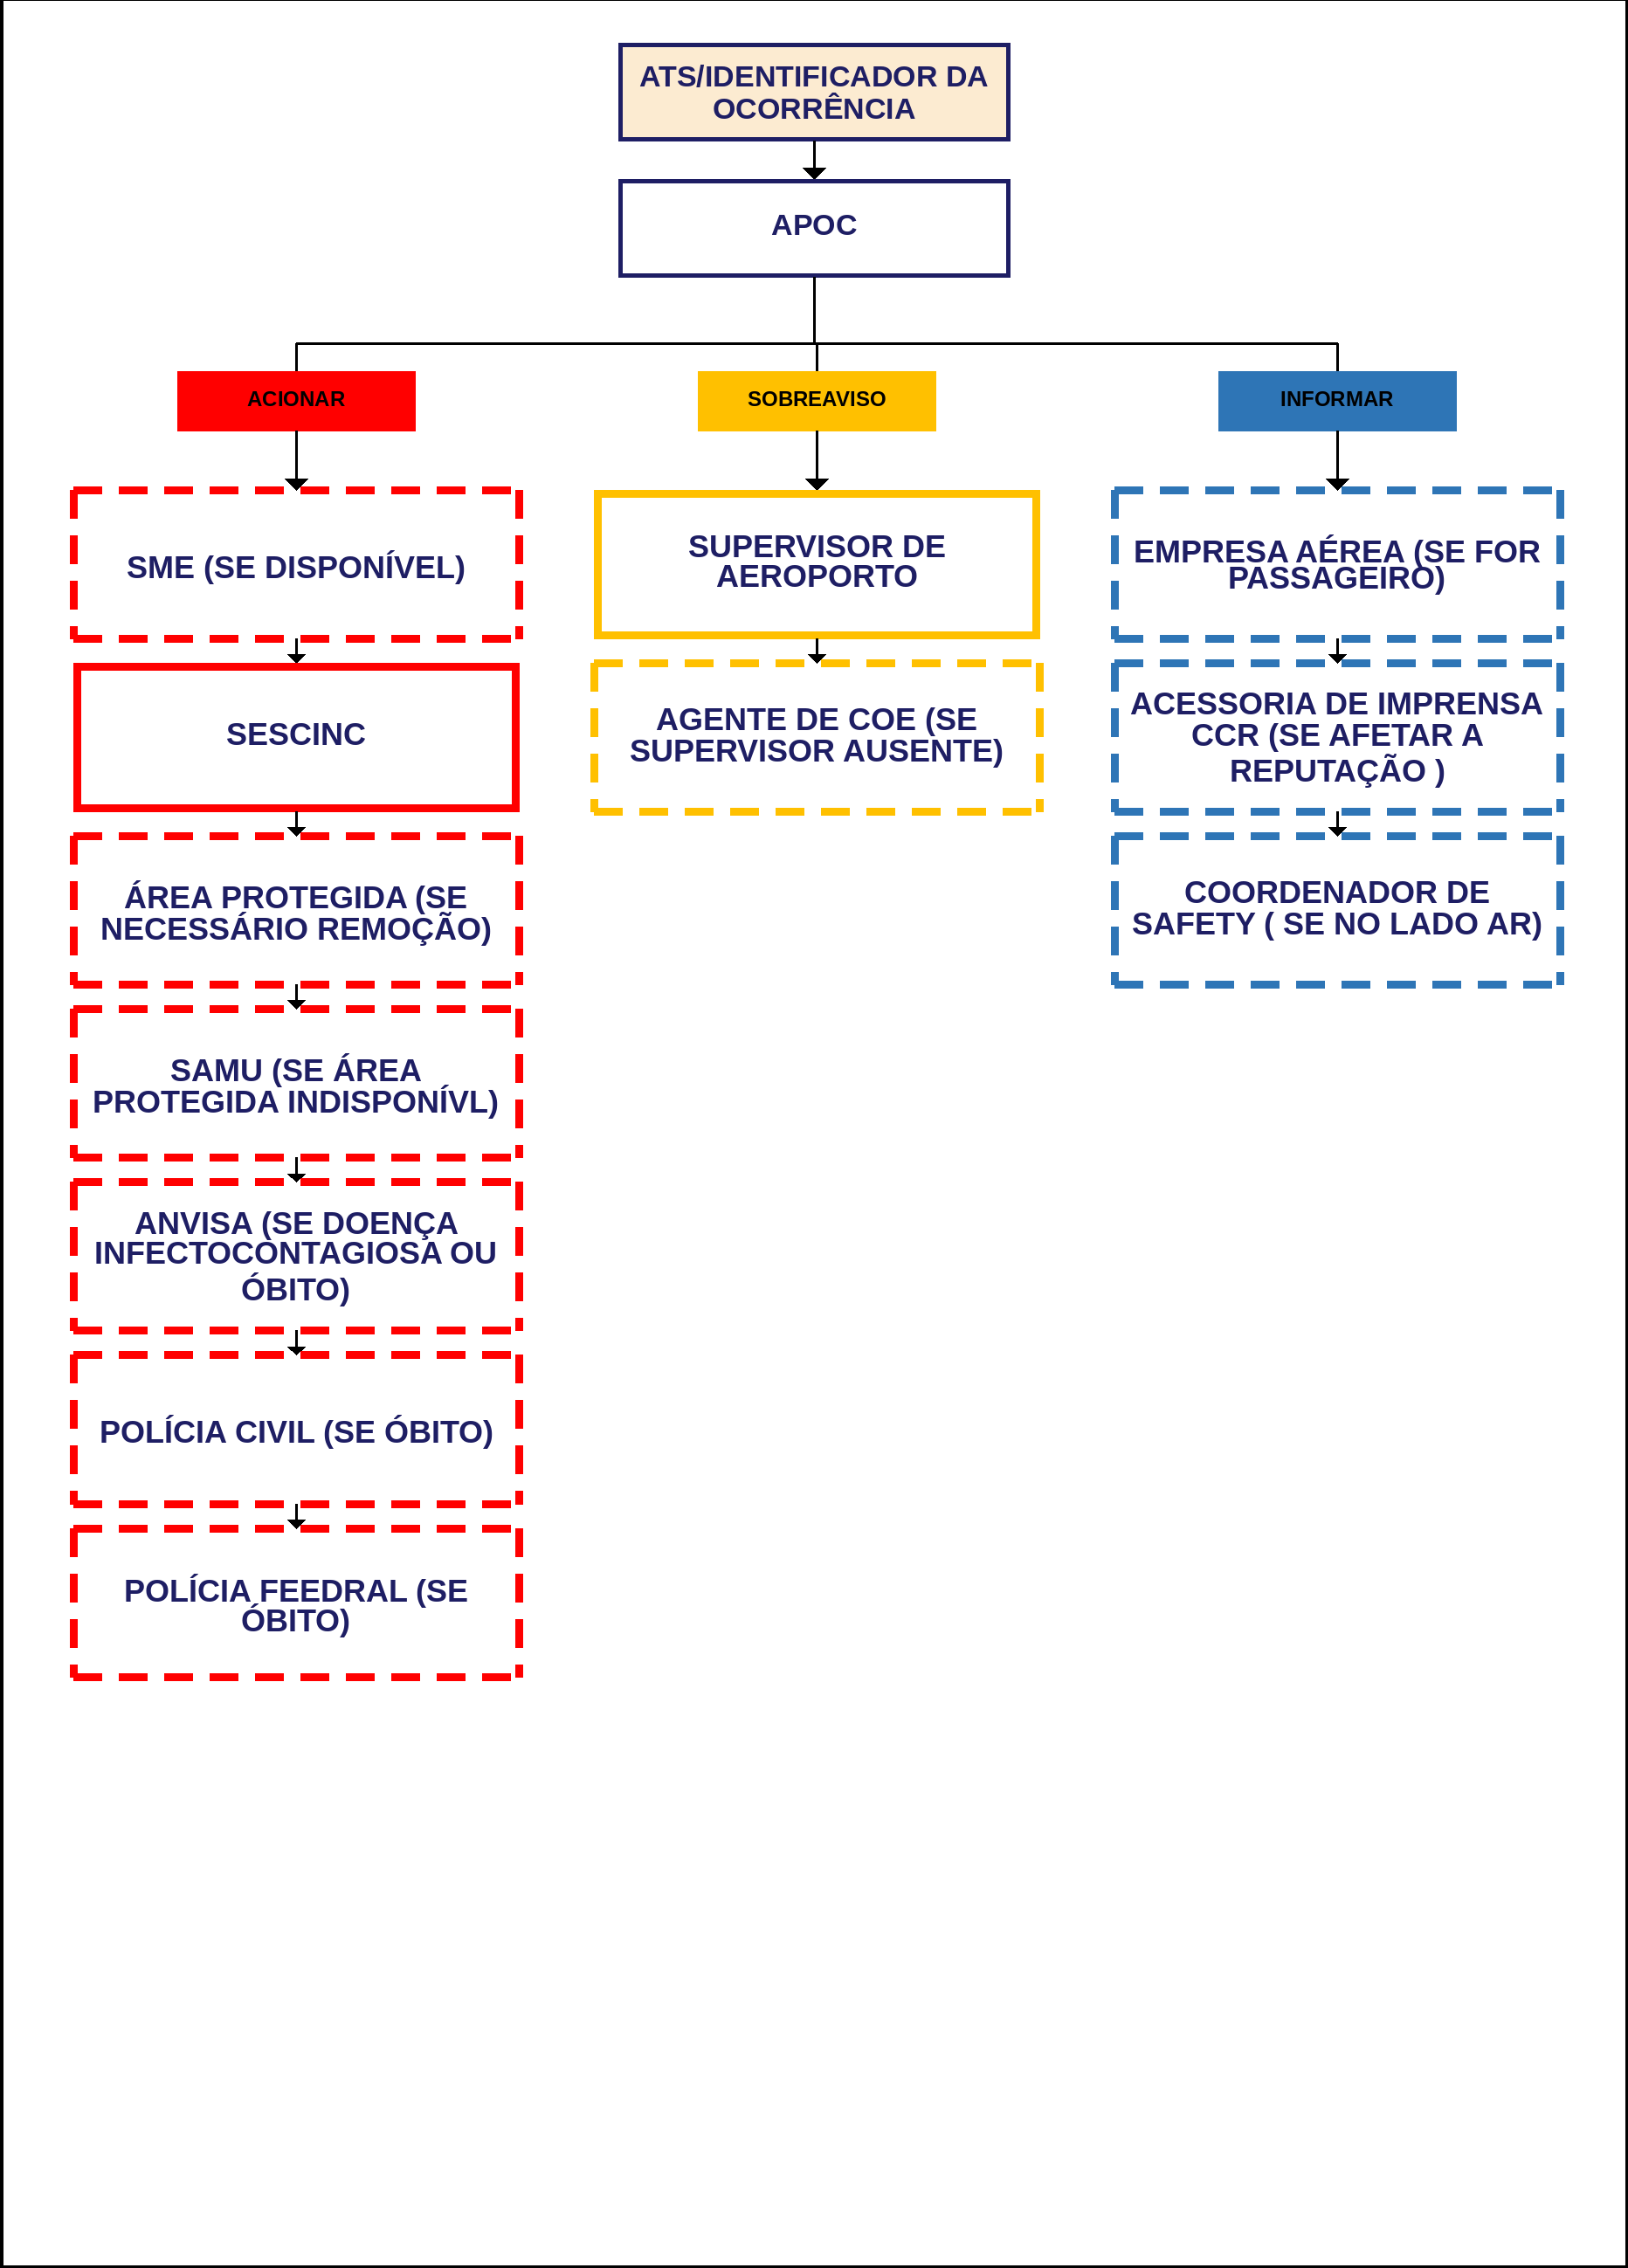 ATS/IDENTIFICADOR DA
OCORRÊNCIA
APOC
ACIONAR
SOBREAVISO
INFORMAR
SME (SE DISPONÍVEL)
SESCINC
ÁREA PROTEGIDA (SE
NECESSÁRIO REMOÇÃO)
SAMU (SE ÁREA
PROTEGIDA INDISPONÍVL)
ANVISA (SE DOENÇA
INFECTOCONTAGIOSA OU
ÓBITO)
POLÍCIA CIVIL (SE ÓBITO)
POLÍCIA FEEDRAL (SE
ÓBITO)
SUPERVISOR DE
AEROPORTO
AGENTE DE COE (SE
SUPERVISOR AUSENTE)
EMPRESA AÉREA (SE FOR
PASSAGEIRO)
ACESSORIA DE IMPRENSA
CCR (SE AFETAR A
REPUTAÇÃO )
COORDENADOR DE
SAFETY ( SE NO LADO AR)